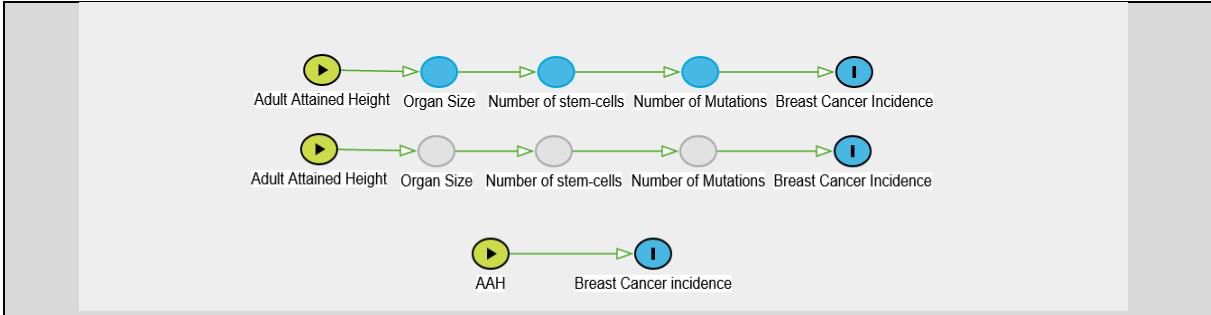 Adult Attained Height Organ Size Number of stem-cells Number of Mutations Breast Cancer Incidence
Adult Attained Height Organ Size Number of stem-cells Number of Mutations Breast Cancer Incidence
AAH Breast Cancer incidence